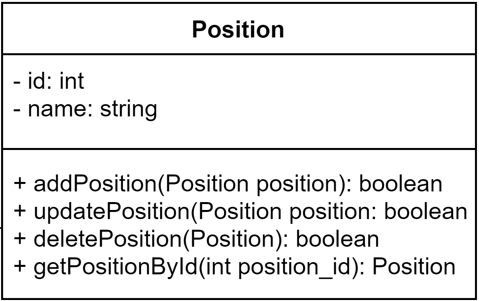 Position
- id: int
- name: string
+ addPosition(Position position): boolean
+ updatePosition(Position position: boolean
+ deletePosition(Position): boolean
+ getPositionById(int position_id): Position